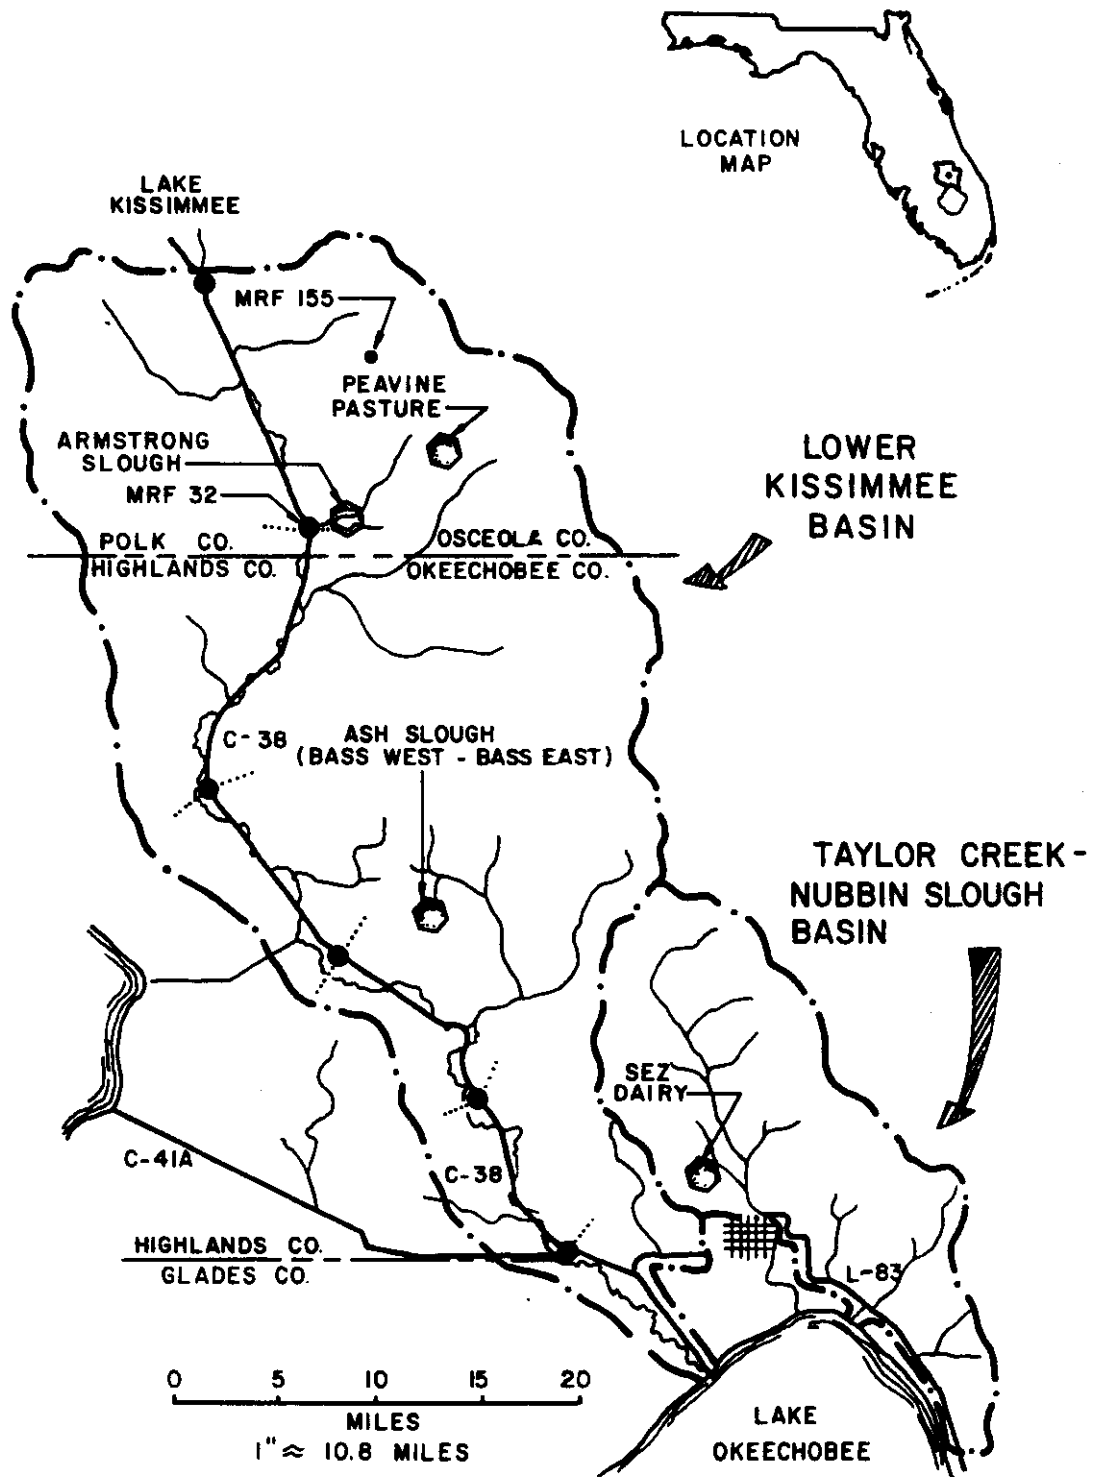 LOCATION
MAP
LAKE
KISSIMMEE
MRF 155
PEAVINE
PASTURE
ARMSTRONG
SLOUGH
MRF 32
LOWER
KISSIMMEE
BASIN
POLK CO.
OSCEOLA CO.
HIGHLANDS CO.
OKEECHOBEE CO.
C-38
ASH SLOUGH
(BASS WEST - BASS EAST)
TAYLOR CREEK-
NUBBIN SLOUGH
BASIN
SEZ
DAIRY
C-41A
C-38
HIGHLANDS CO.
GLADES CO.
L-83
0 5 10 15 20
MILES
1" ≈ 10.8 MILES
LAKE
OKEECHOBEE